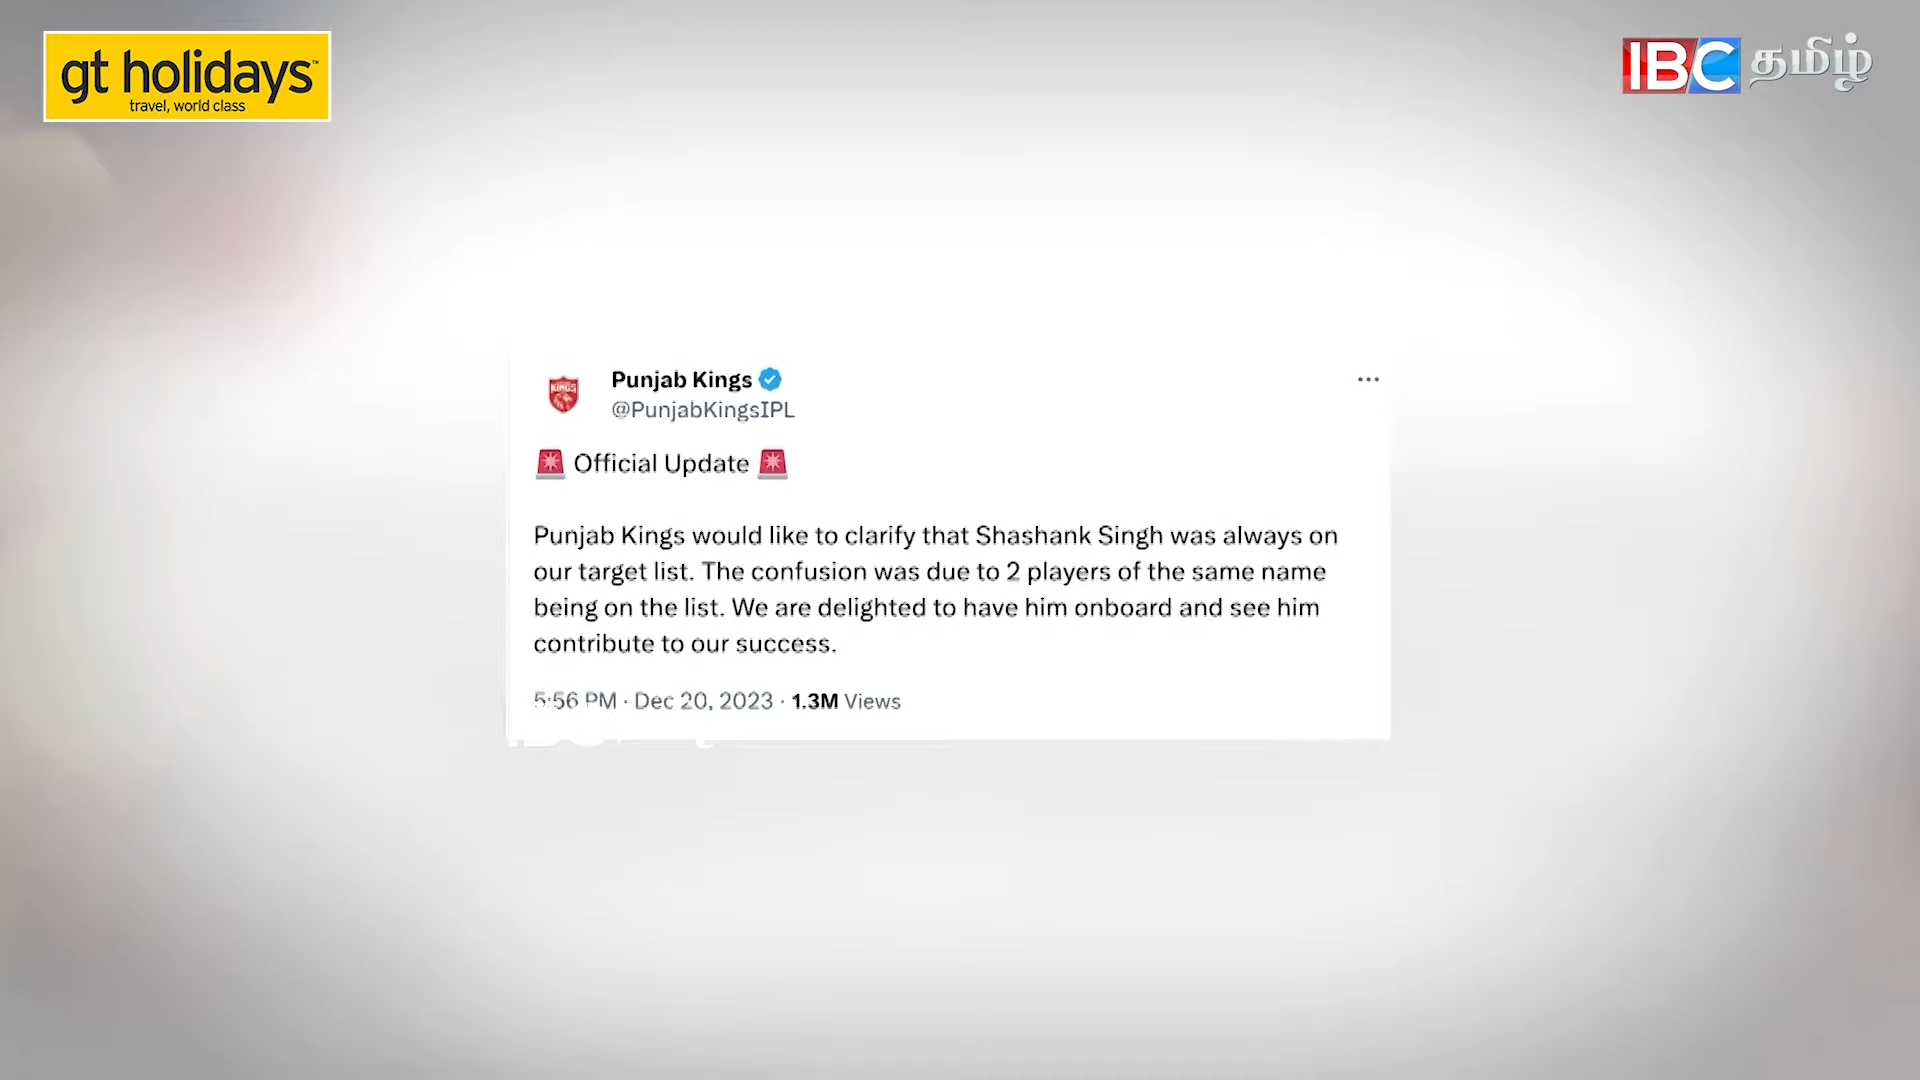 gt holidays™
travel, world class
IBC தமிழ்
Punjab Kings
@PunjabKingsIPL
🚨 Official Update 🚨
Punjab Kings would like to clarify that Shashank Singh was always on
our target list. The confusion was due to 2 players of the same name
being on the list. We are delighted to have him onboard and see him
contribute to our success.
5:56 PM · Dec 20, 2023 · 1.3M Views